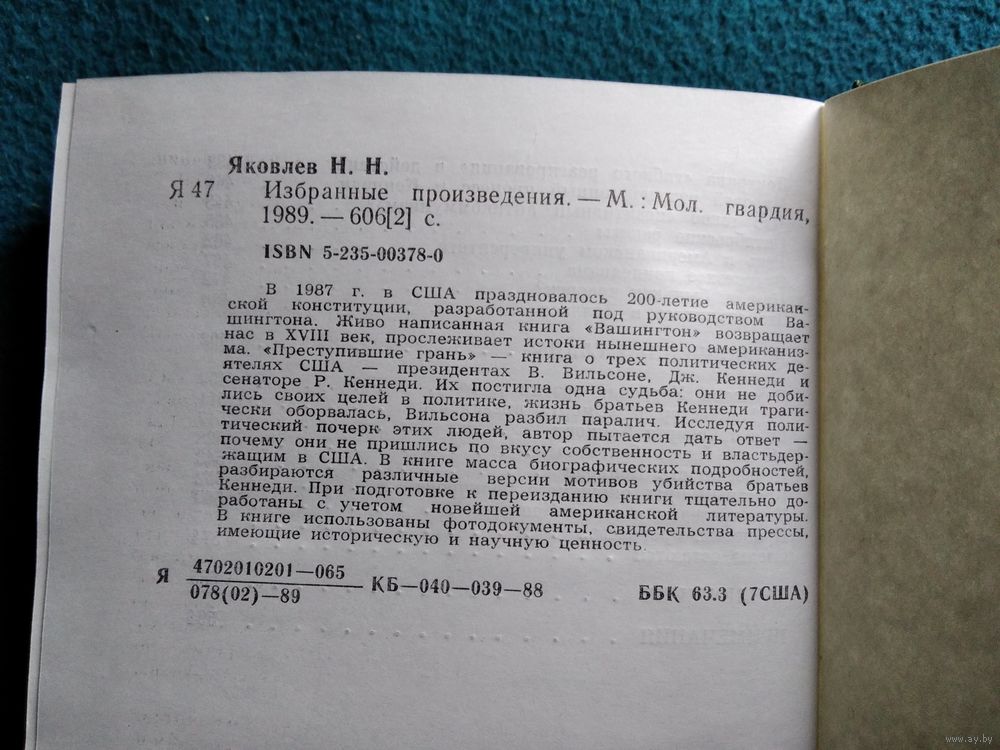 Яковлев Н. Н.
Я 47 Избранные произведения. — М. : Мол. гвардия,
1989. — 606[2] с.
ISBN 5-235-00378-0
В 1987 г. в США праздновалось 200-летие американ-
ской конституции, разработанной под руководством Ва-
шингтона. Живо написанная книга «Вашингтон» возвращает
нас в XVIII век, прослеживает истоки нынешнего американиз-
ма. «Преступившие грань» — книга о трех политических де-
ятелях США — президентах В. Вильсоне, Дж. Кеннеди и
сенаторе Р. Кеннеди. Их постигла одна судьба: они не доби-
лись своих целей в политике, жизнь братьев Кеннеди траги-
чески оборвалась, Вильсона разбил паралич. Исследуя поли-
тический почерк этих людей, автор пытается дать ответ —
почему они не пришлись по вкусу собственность и властьдер-
жащим в США. В книге масса биографических подробностей,
разбираются различные версии мотивов убийства братьев
Кеннеди. При подготовке к переизданию книги тщательно до-
работаны с учетом новейшей американской литературы.
В книге использованы фотодокументы, свидетельства прессы,
имеющие историческую и научную ценность.
Я 4702010201—065
078(02)—89 КБ—040—039—88 ББК 63.3 (7США)
www.ay.by